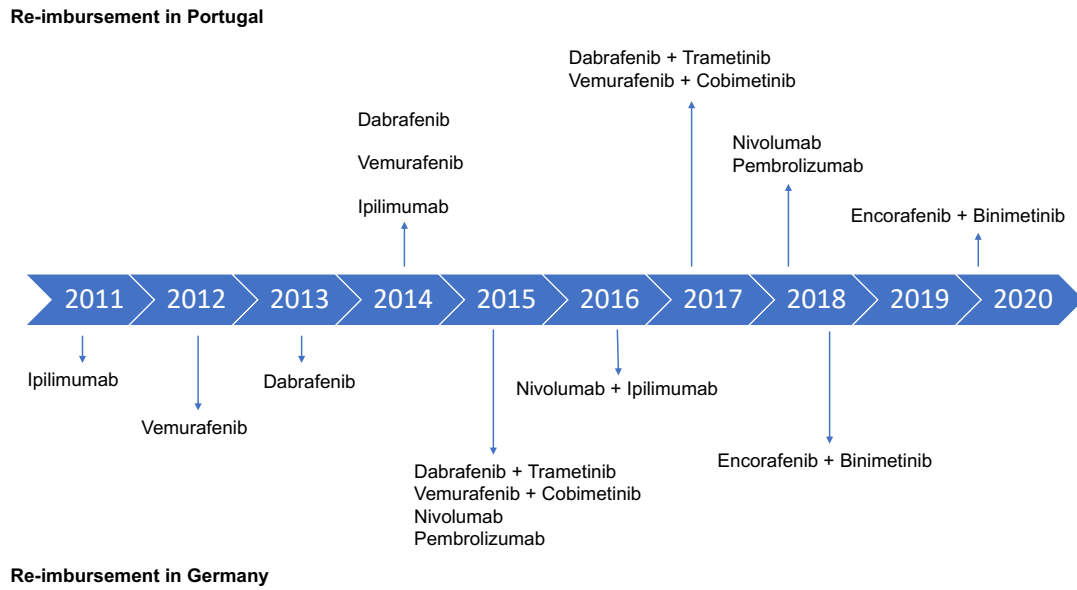 Re-imbursement in Portugal
Dabrafenib + Trametinib
Vemurafenib + Cobimetinib
Dabrafenib
Vemurafenib
Ipilimumab
Nivolumab
Pembrolizumab
Encorafenib + Binimetinib
2011 2012 2013 2014 2015 2016 2017 2018 2019 2020
Ipilimumab
Vemurafenib
Dabrafenib
Dabrafenib + Trametinib
Vemurafenib + Cobimetinib
Nivolumab
Pembrolizumab
Nivolumab + Ipilimumab
Encorafenib + Binimetinib
Re-imbursement in Germany